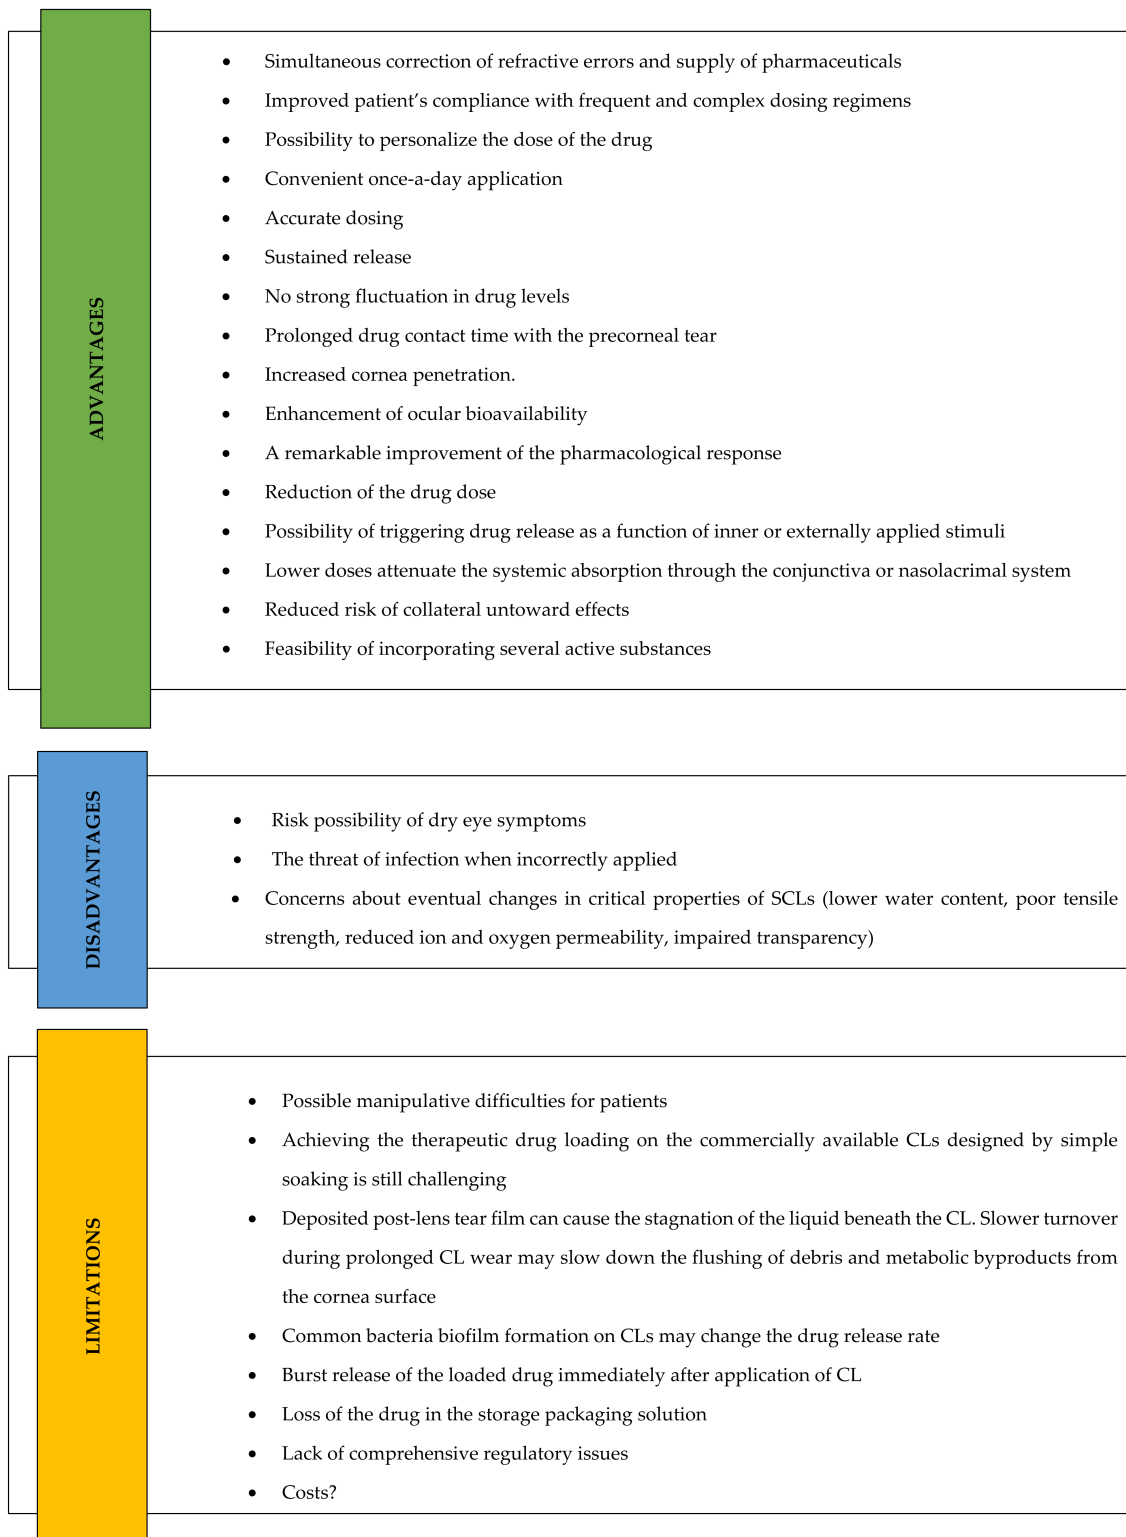 ADVANTAGES
• Simultaneous correction of refractive errors and supply of pharmaceuticals
• Improved patient's compliance with frequent and complex dosing regimens
• Possibility to personalize the dose of the drug
• Convenient once-a-day application
• Accurate dosing
• Sustained release
• No strong fluctuation in drug levels
• Prolonged drug contact time with the precorneal tear
• Increased cornea penetration.
• Enhancement of ocular bioavailability
• A remarkable improvement of the pharmacological response
• Reduction of the drug dose
• Possibility of triggering drug release as a function of inner or externally applied stimuli
• Lower doses attenuate the systemic absorption through the conjunctiva or nasolacrimal system
• Reduced risk of collateral untoward effects
• Feasibility of incorporating several active substances
DISADVANTAGES
• Risk possibility of dry eye symptoms
• The threat of infection when incorrectly applied
• Concerns about eventual changes in critical properties of SCLs (lower water content, poor tensile
strength, reduced ion and oxygen permeability, impaired transparency)
LIMITATIONS
• Possible manipulative difficulties for patients
• Achieving the therapeutic drug loading on the commercially available CLs designed by simple
soaking is still challenging
• Deposited post-lens tear film can cause the stagnation of the liquid beneath the CL. Slower turnover
during prolonged CL wear may slow down the flushing of debris and metabolic byproducts from
the cornea surface
• Common bacteria biofilm formation on CLs may change the drug release rate
• Burst release of the loaded drug immediately after application of CL
• Loss of the drug in the storage packaging solution
• Lack of comprehensive regulatory issues
• Costs?